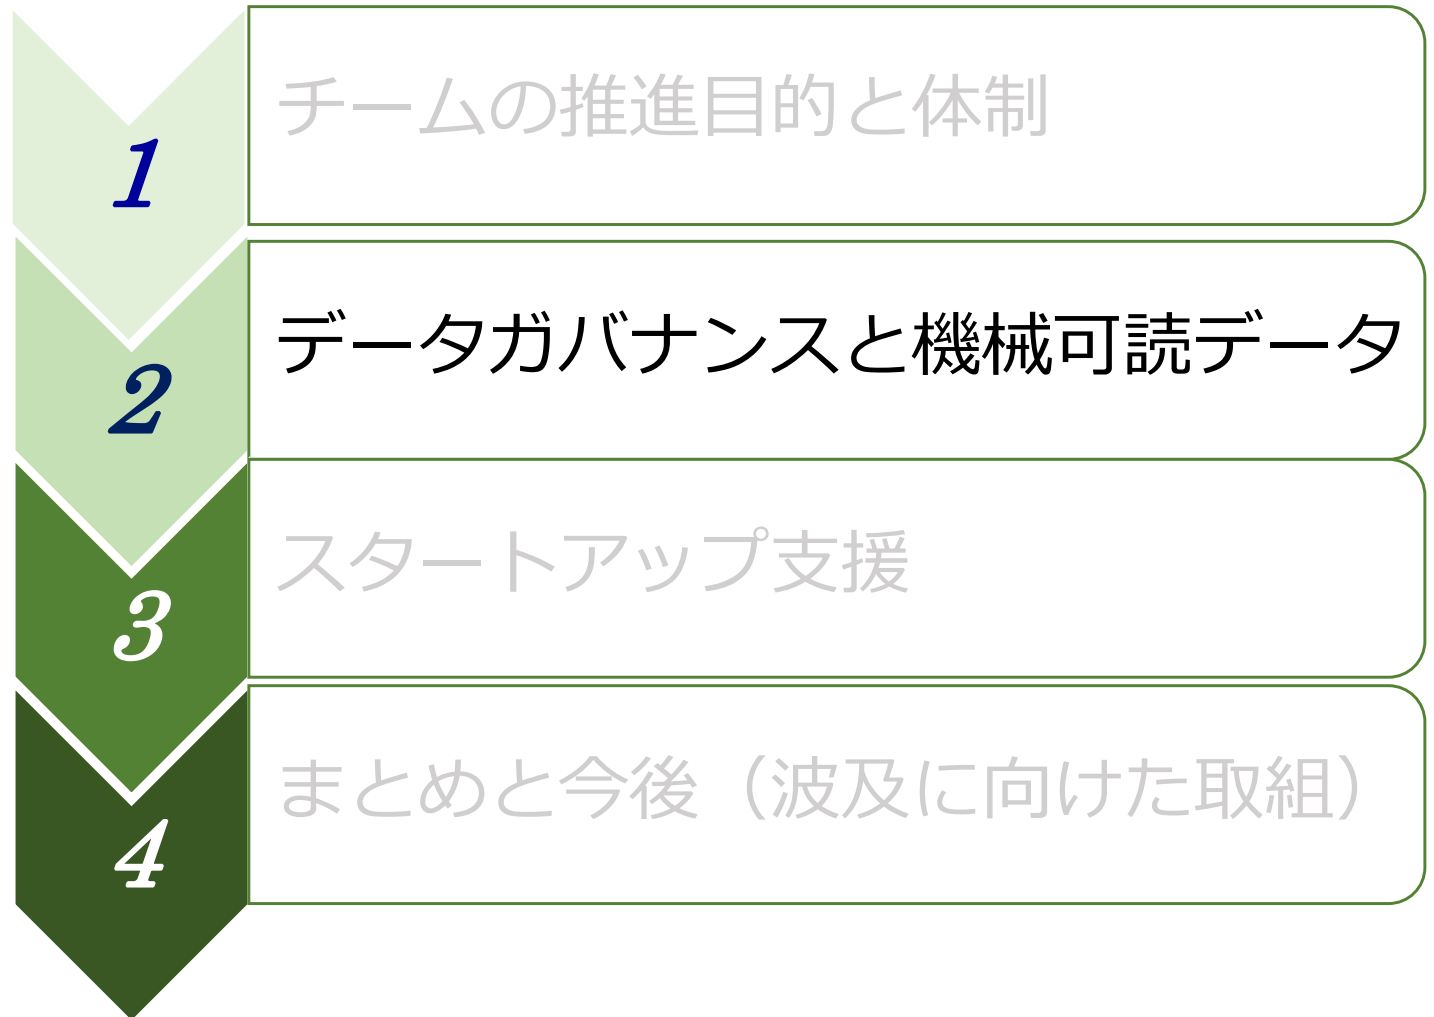 1
チームの推進目的と体制
2
データガバナンスと機械可読データ
3
スタートアップ支援
4
まとめと今後（波及に向けた取組）